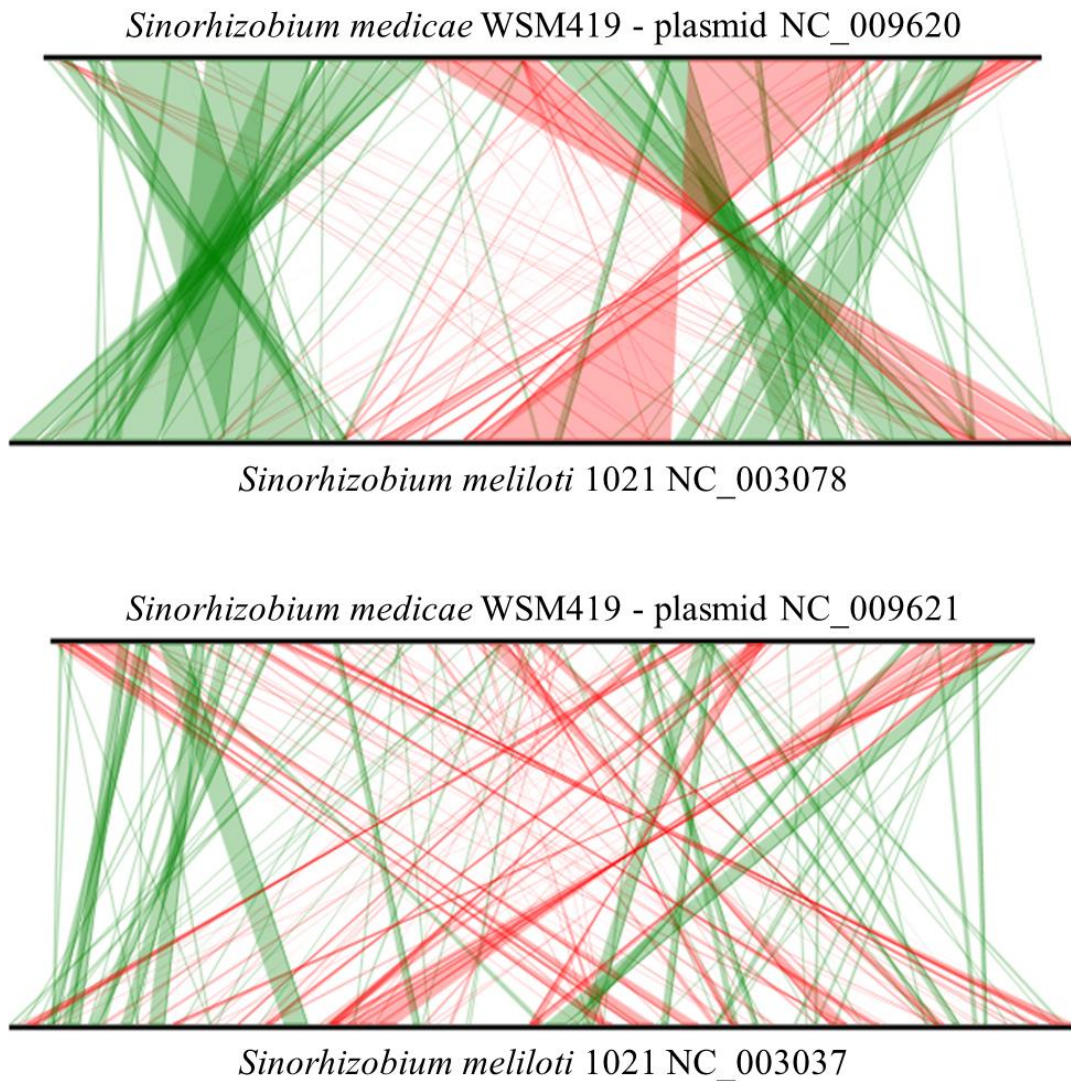 Sinorhizobium medicae WSM419 - plasmid NC_009620
Sinorhizobium meliloti 1021 NC_003078
Sinorhizobium medicae WSM419 - plasmid NC_009621
Sinorhizobium meliloti 1021 NC_003037